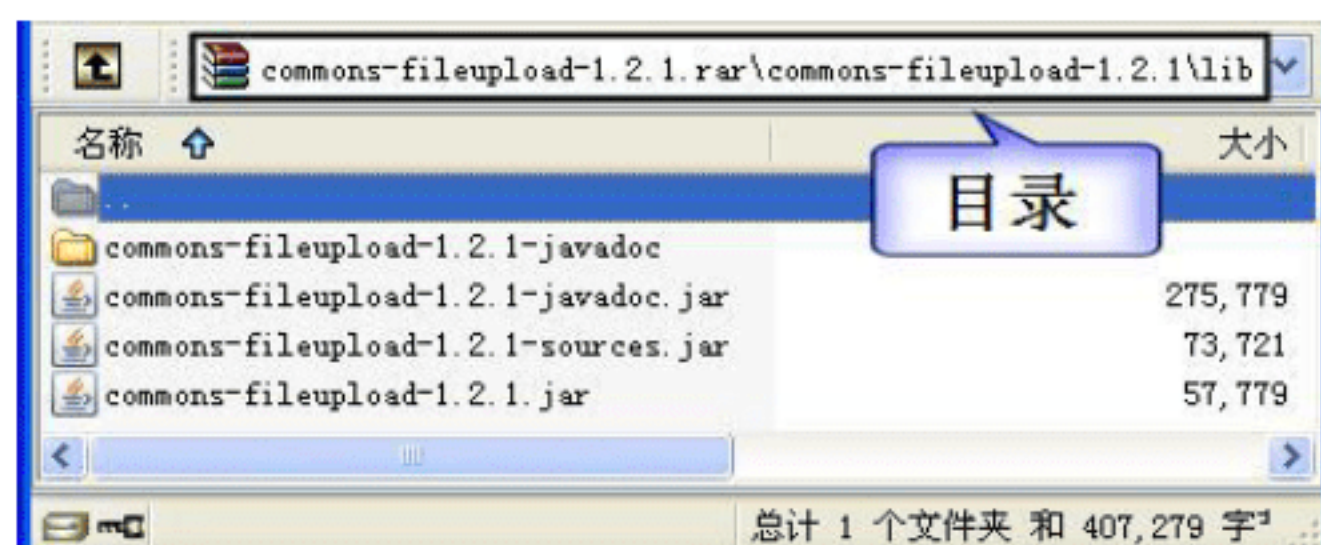 commons-fileupload-1.2.1.rar\commons-fileupload-1.2.1\lib
名称 大小
目录
..
commons-fileupload-1.2.1-javadoc
commons-fileupload-1.2.1-javadoc.jar 275,779
commons-fileupload-1.2.1-sources.jar 73,721
commons-fileupload-1.2.1.jar 57,779
总计 1 个文件夹 和 407,279 字